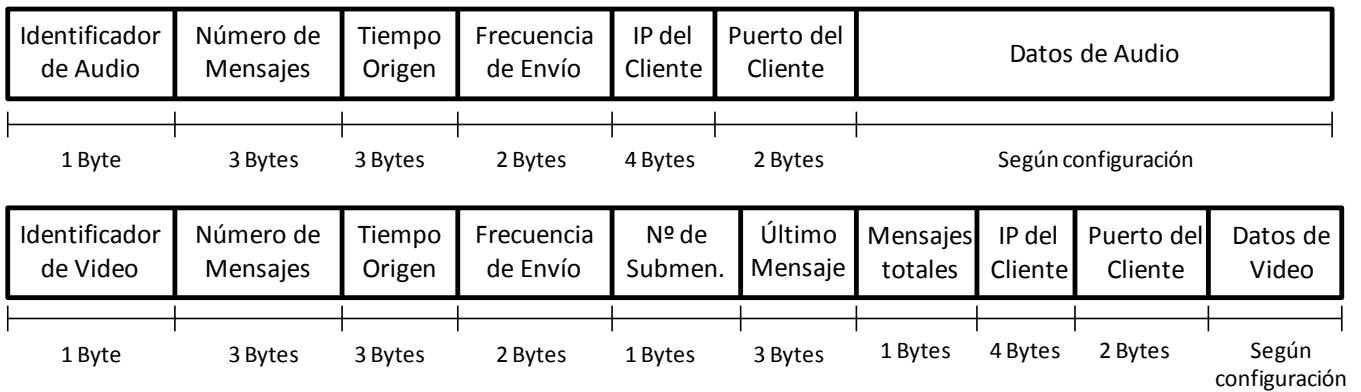 Identificador de Audio
Número de Mensajes
Tiempo Origen
Frecuencia de Envío
IP del Cliente
Puerto del Cliente
Datos de Audio
1 Byte
3 Bytes
3 Bytes
2 Bytes
4 Bytes
2 Bytes
Según configuración
Identificador de Video
Número de Mensajes
Tiempo Origen
Frecuencia de Envío
Nº de Submen.
Último Mensaje
Mensajes totales
IP del Cliente
Puerto del Cliente
Datos de Video
1 Byte
3 Bytes
3 Bytes
2 Bytes
1 Bytes
3 Bytes
1 Bytes
4 Bytes
2 Bytes
Según configuración